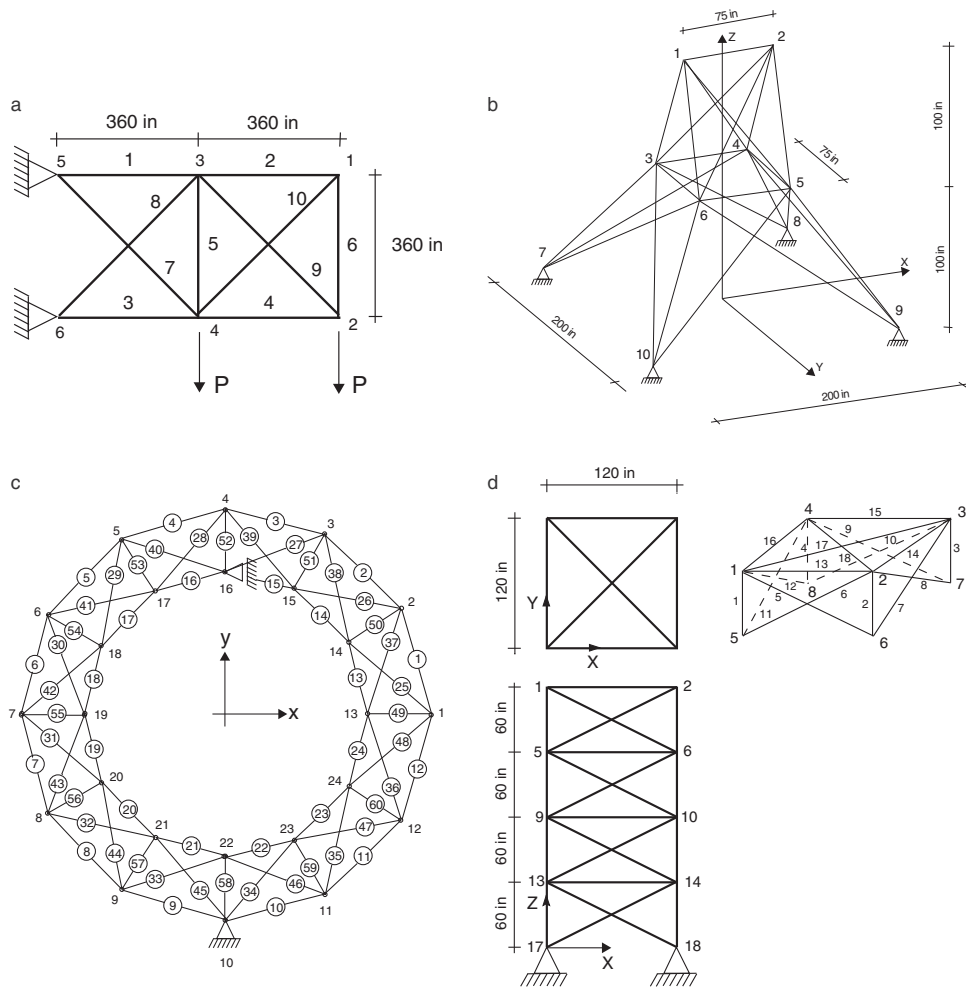 a
360 in 360 in
5 1 3 2 1
8 10
5 6 360 in
7 9
3 4
6 4 2
P P
b
75 in
Z
1 2
100 in
3 4
75 in
5
6 8
7
X
100 in
9
200 in
10
Y
200 in
c
4
4 3
5 3
40 28 52 39 27
5 29 53 51 38 2
16 15
16 15
17
6 41 17 14 26 2
54 50
30 18 14 37
6 1
18 13 25
42
7 55 19 13 49 1
31 48
19 24
7 43 20 24 36 12
56 60
8 32 20 23 47 12
21 22 23
21 22
8 44 57 59 35 11
33 58 46
45 34
9 9 10 11
10
y
x
d
120 in
120 in
Y
X
4 15 3
9
16 4 17 10 3
18 14
1 13 2
12 8 8 7
1 5 6 2 7
11
5 6
1 2
60 in
5 6
60 in
9 10
60 in
13 14
Z
60 in
17 18
X